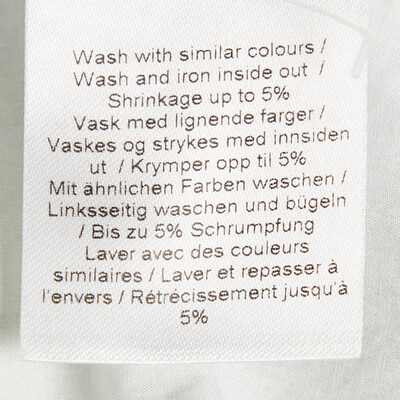 Wash with similar colours /
Wash and iron inside out /
Shrinkage up to 5%
Vask med lignende farger /
Vaskes og strykes med innsiden
ut / Krymper opp til 5%
Mit ähnlichen Farben waschen /
Linksseitig waschen und bügeln
/ Bis zu 5% Schrumpfung
Laver avec des couleurs
similaires / Laver et repasser à
l'envers / Rétrécissement jusqu'à
5%